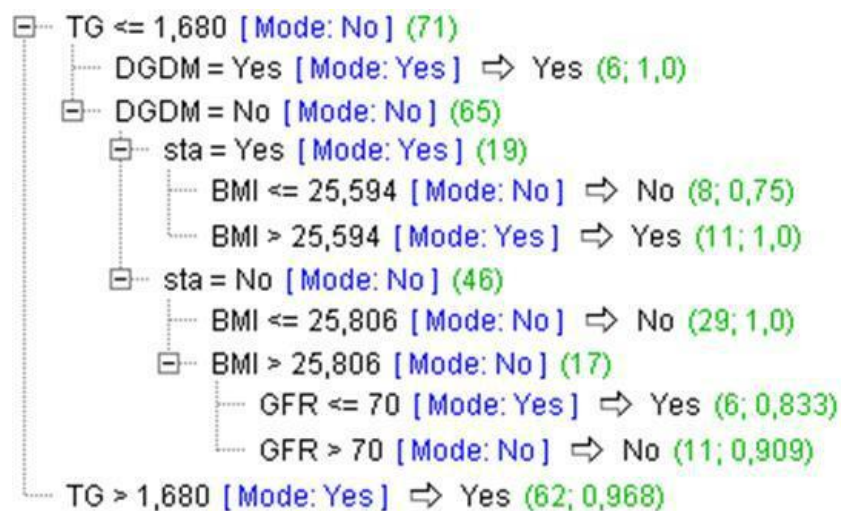 TG <= 1,680 [Mode: No] (71)
DGDM = Yes [Mode: Yes] ⇨ Yes (6; 1,0)
DGDM = No [Mode: No] (65)
sta = Yes [Mode: Yes] (19)
BMI <= 25,594 [Mode: No] ⇨ No (8; 0,75)
BMI > 25,594 [Mode: Yes] ⇨ Yes (11; 1,0)
sta = No [Mode: No] (46)
BMI <= 25,806 [Mode: No] ⇨ No (29; 1,0)
BMI > 25,806 [Mode: No] (17)
GFR <= 70 [Mode: Yes] ⇨ Yes (6; 0,833)
GFR > 70 [Mode: No] ⇨ No (11; 0,909)
TG > 1,680 [Mode: Yes] ⇨ Yes (62; 0,968)